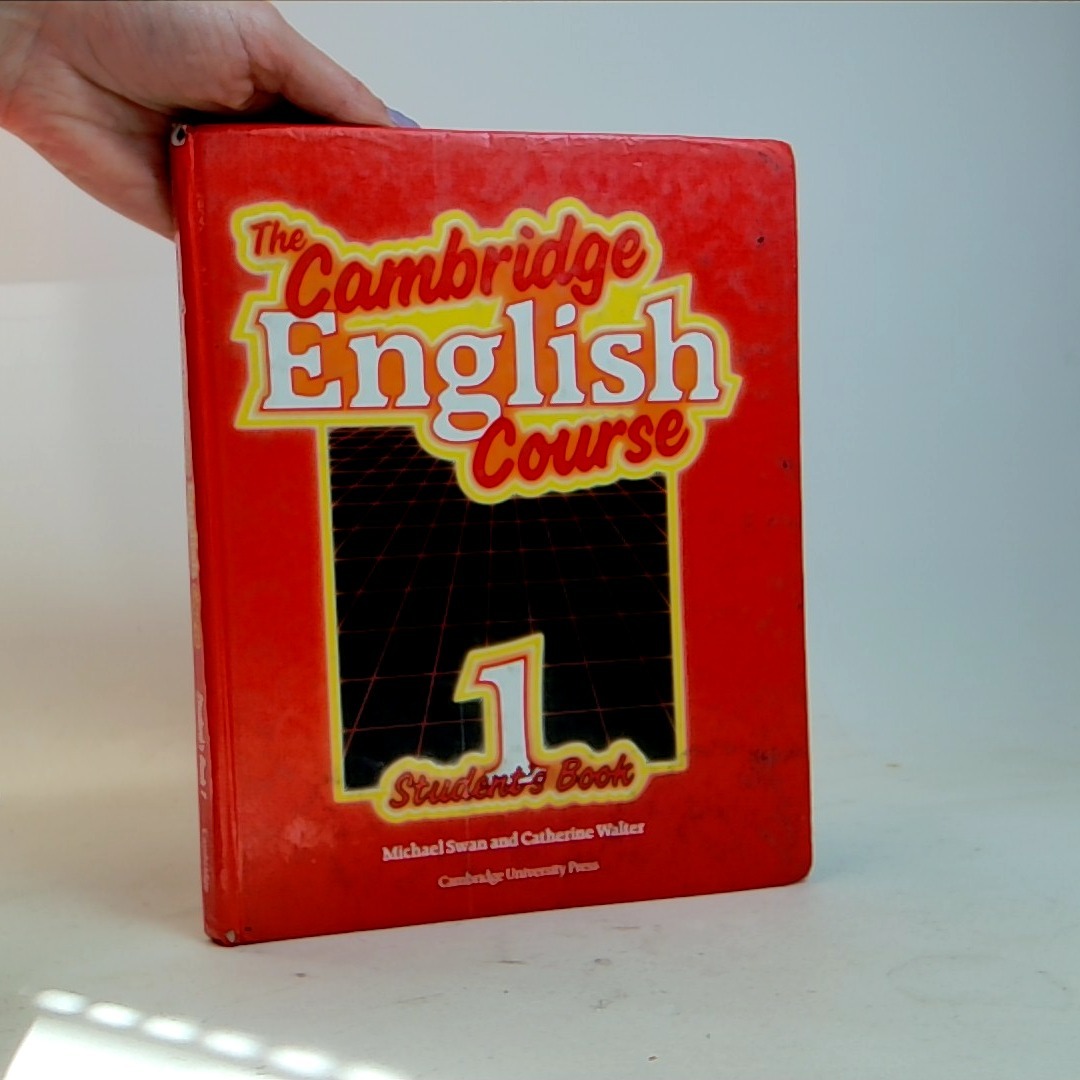 The
Cambridge
English
Course
1
Student's Book
Michael Swan and Catherine Walter
Cambridge University Press